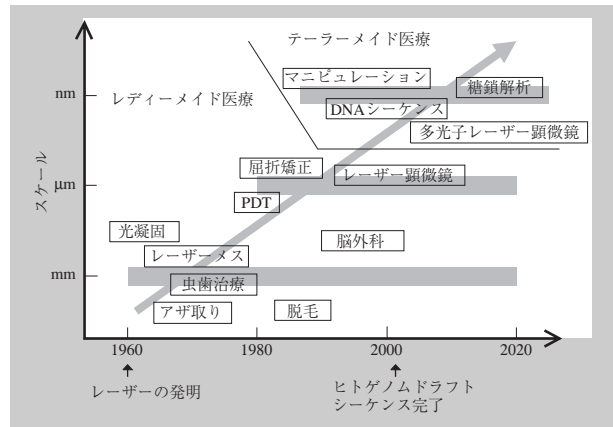 テーラーメイド医療
マニピュレーション
糖鎖解析
nm
レディーメイド医療
DNAシーケンス
多光子レーザー顕微鏡
屈折矯正
レーザー顕微鏡
スケール
μm
PDT
光凝固
脳外科
レーザーメス
mm
虫歯治療
アザ取り
脱毛
1960
1980
2000
2020
レーザーの発明
ヒトゲノムドラフト
シーケンス完了